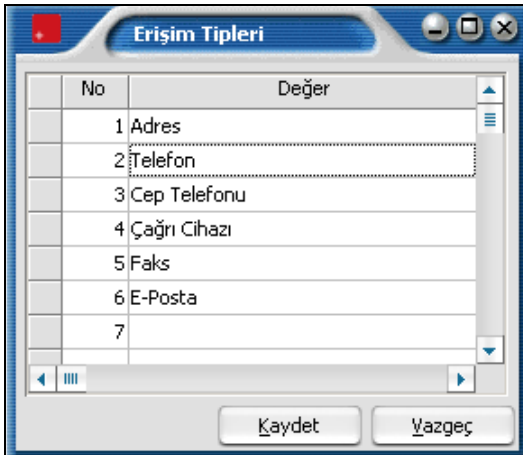 Erişim Tipleri
No Değer
1 Adres
2 Telefon
3 Cep Telefonu
4 Çağrı Cihazı
5 Faks
6 E-Posta
7
Kaydet Vazgeç